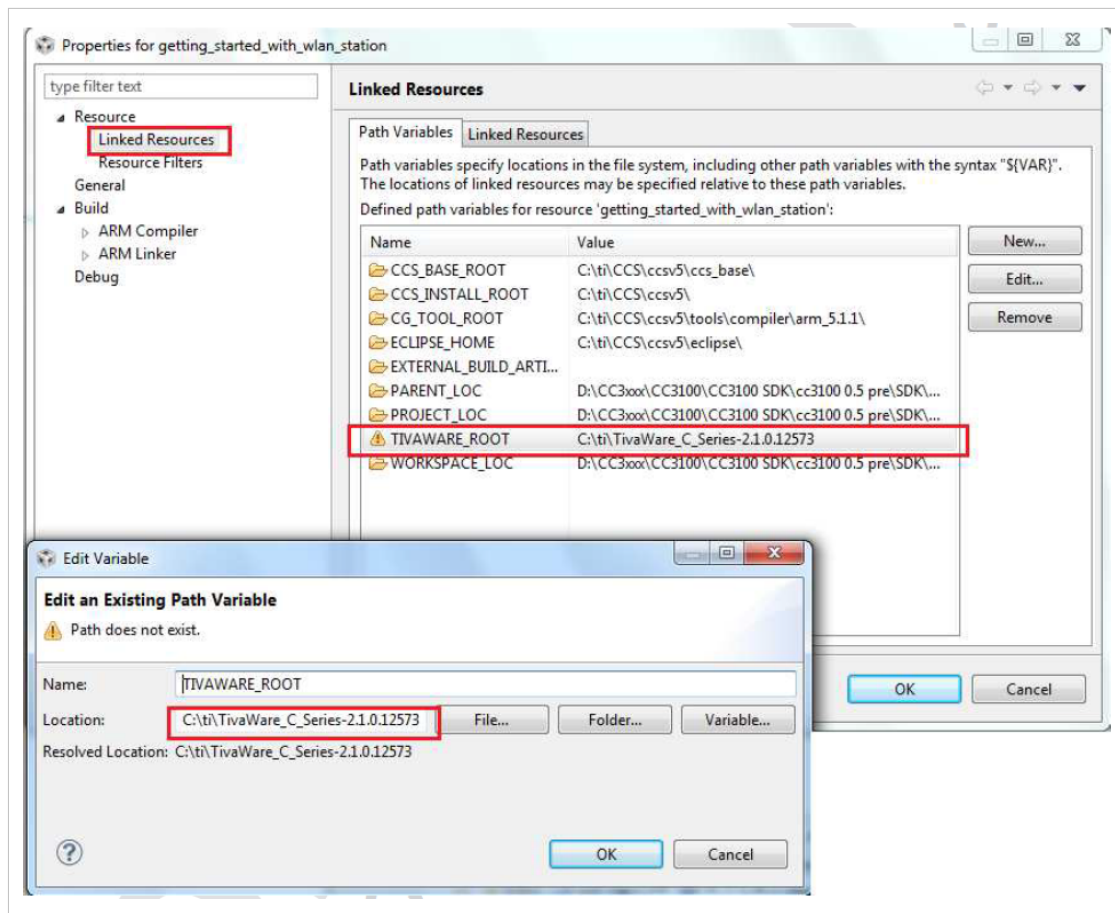 Properties for getting_started_with_wlan_station
type filter text
Resource
Linked Resources
Resource Filters
General
Build
ARM Compiler
ARM Linker
Debug
Linked Resources
Path Variables Linked Resources
Path variables specify locations in the file system, including other path variables with the syntax "${VAR}".
The locations of linked resources may be specified relative to these path variables.
Defined path variables for resource 'getting_started_with_wlan_station':
Name Value
CCS_BASE_ROOT C:\ti\CCS\ccsv5\ccs_base\
CCS_INSTALL_ROOT C:\ti\CCS\ccsv5\
CG_TOOL_ROOT C:\ti\CCS\ccsv5\tools\compiler\arm_5.1.1\
ECLIPSE_HOME C:\ti\CCS\ccsv5\eclipse\
EXTERNAL_BUILD_ARTI...
PARENT_LOC D:\CC3xxx\CC3100\CC3100 SDK\cc3100 0.5 pre\SDK\...
PROJECT_LOC D:\CC3xxx\CC3100\CC3100 SDK\cc3100 0.5 pre\SDK\...
TIVAWARE_ROOT C:\ti\TivaWare_C_Series-2.1.0.12573
WORKSPACE_LOC D:\CC3xxx\CC3100\CC3100 SDK\cc3100 0.5 pre\SDK\...
New...
Edit...
Remove
OK Cancel
Edit Variable
Edit an Existing Path Variable
Path does not exist.
Name: TIVAWARE_ROOT
Location: C:\ti\TivaWare_C_Series-2.1.0.12573 File... Folder... Variable...
Resolved Location: C:\ti\TivaWare_C_Series-2.1.0.12573
OK Cancel